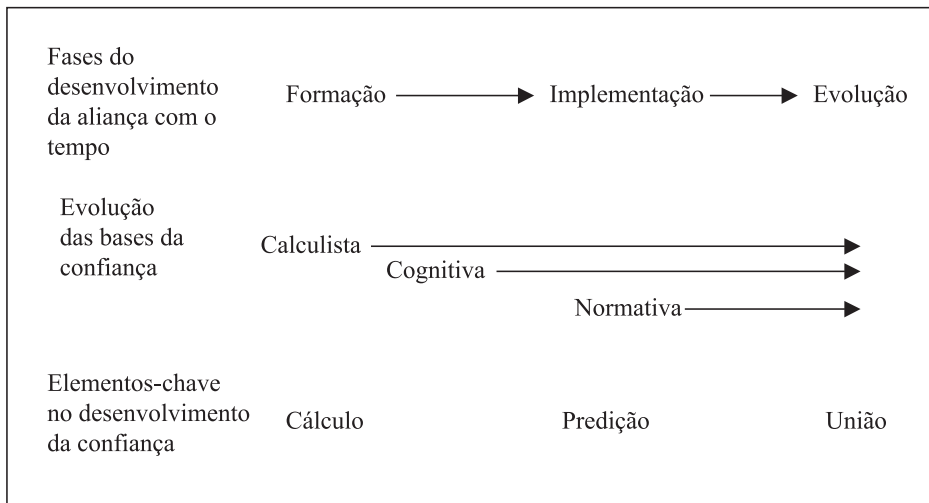 Fases do
desenvolvimento
da aliança com o
tempo
Formação
Implementação
Evolução
Evolução
das bases da
confiança
Calculista
Cognitiva
Normativa
Elementos-chave
no desenvolvimento
da confiança
Cálculo
Predição
União